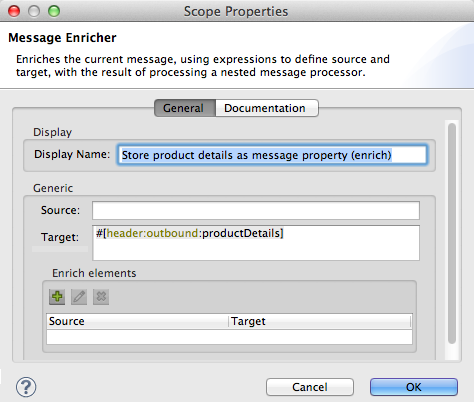 Scope Properties
Message Enricher
Enriches the current message, using expressions to define source and
target, with the result of processing a nested message processor.
General Documentation
Display
Display Name: Store product details as message property (enrich)
Generic
Source:
Target: #[header:outbound:productDetails]
Enrich elements
Source Target
? Cancel OK